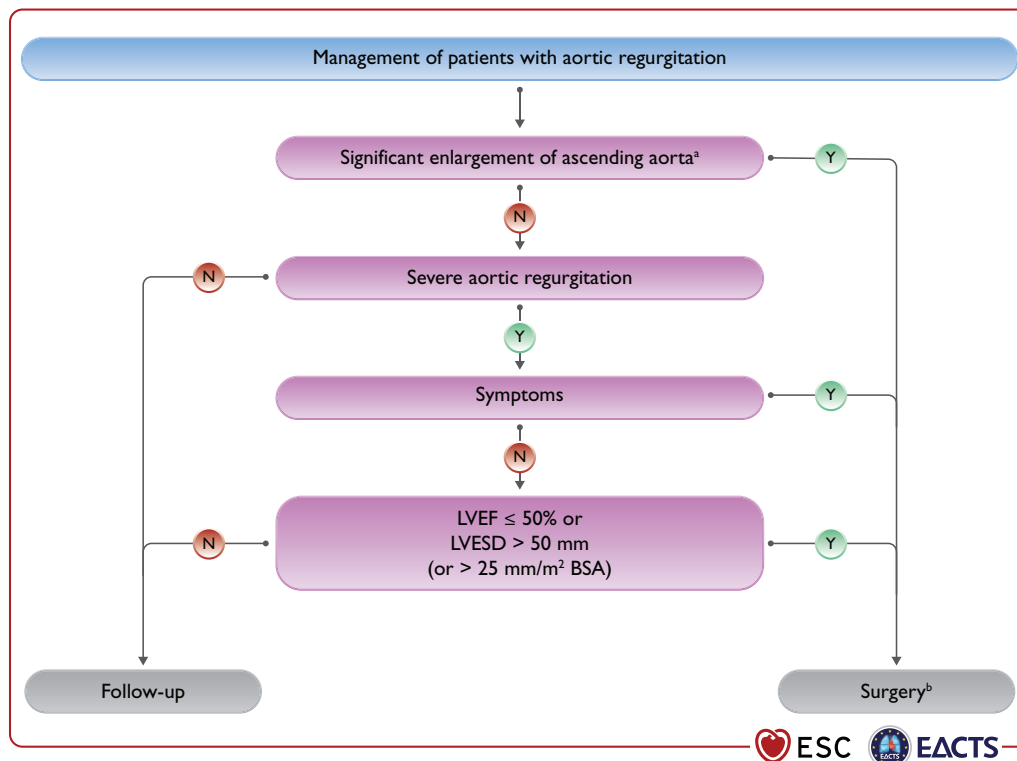 Management of patients with aortic regurgitation
Significant enlargement of ascending aortaᵃ
Y
N
Severe aortic regurgitation
N
Y
Symptoms
Y
N
LVEF ≤ 50% or
LVESD > 50 mm
(or > 25 mm/m² BSA)
N
Y
Follow-up
Surgeryᵇ
ESC
EACTS
EACTS